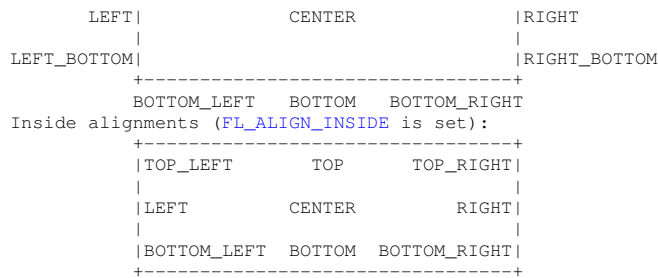 LEFT|             CENTER              |RIGHT
           |                                 |
LEFT_BOTTOM|                                 |RIGHT_BOTTOM
           +---------------------------------+
           BOTTOM_LEFT   BOTTOM   BOTTOM_RIGHT
Inside alignments (FL_ALIGN_INSIDE is set):
           +---------------------------------+
           |TOP_LEFT       TOP      TOP_RIGHT|
           |                                 |
           |LEFT         CENTER         RIGHT|
           |                                 |
           |BOTTOM_LEFT  BOTTOM  BOTTOM_RIGHT|
           +---------------------------------+